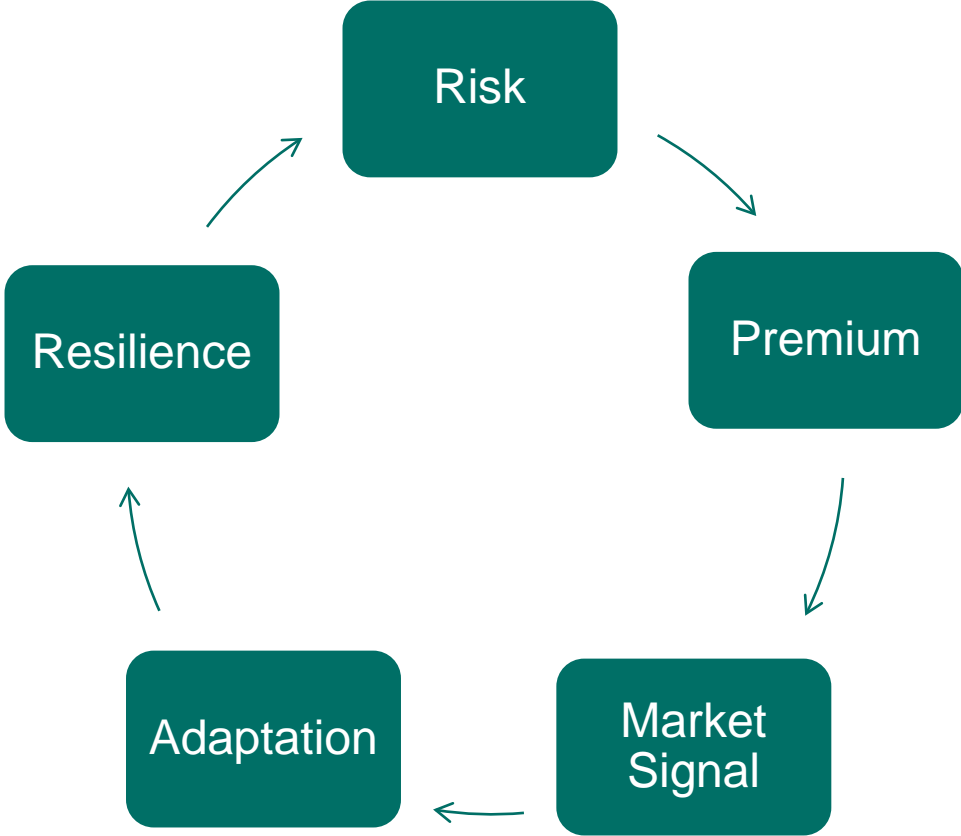 Risk
Premium
Market
Signal
Adaptation
Resilience